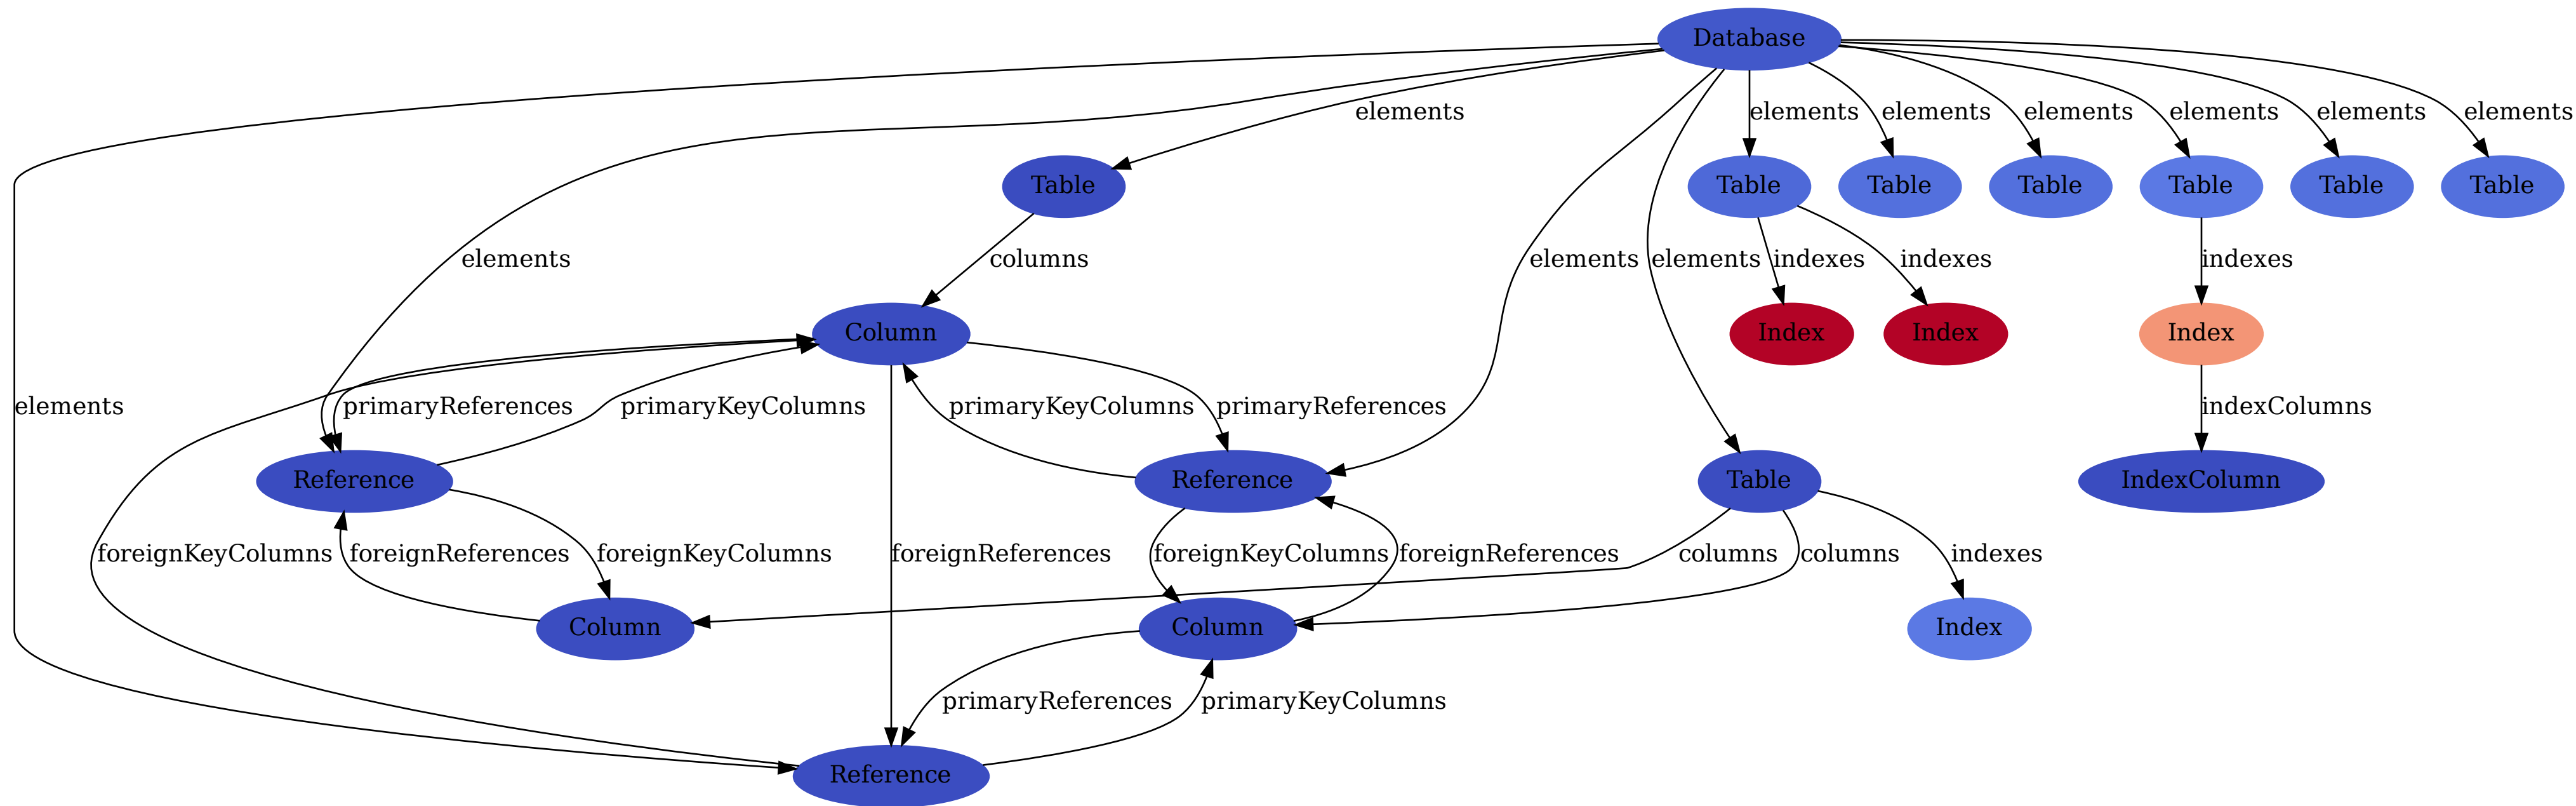 Database
elements
elements
elements
elements
elements
elements
Table
Table
Table
Table
Table
Table
Table
elements
columns
elements
elements
indexes
indexes
indexes
Column
Index
Index
Index
elements
primaryReferences
primaryKeyColumns
primaryKeyColumns
primaryReferences
indexColumns
Reference
Reference
Table
IndexColumn
foreignKeyColumns
foreignReferences
foreignKeyColumns
foreignReferences
foreignKeyColumns
foreignReferences
columns
columns
indexes
Column
Column
Index
primaryReferences
primaryKeyColumns
Reference